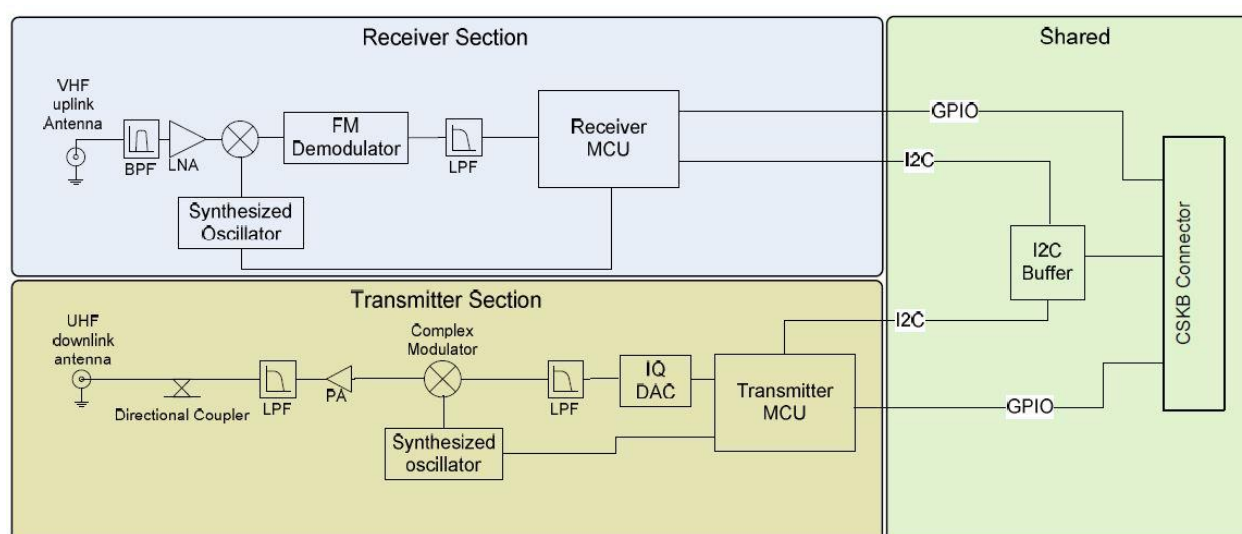 Receiver Section
Shared
VHF
uplink
Antenna
BPF
LNA
FM
Demodulator
LPF
Receiver
MCU
Synthesized
Oscillator
GPIO
I2C
I2C
Buffer
CSKB Connector
Transmitter Section
UHF
downlink
antenna
Directional Coupler
LPF
PA
Complex
Modulator
Synthesized
oscillator
LPF
IQ
DAC
Transmitter
MCU
I2C
GPIO